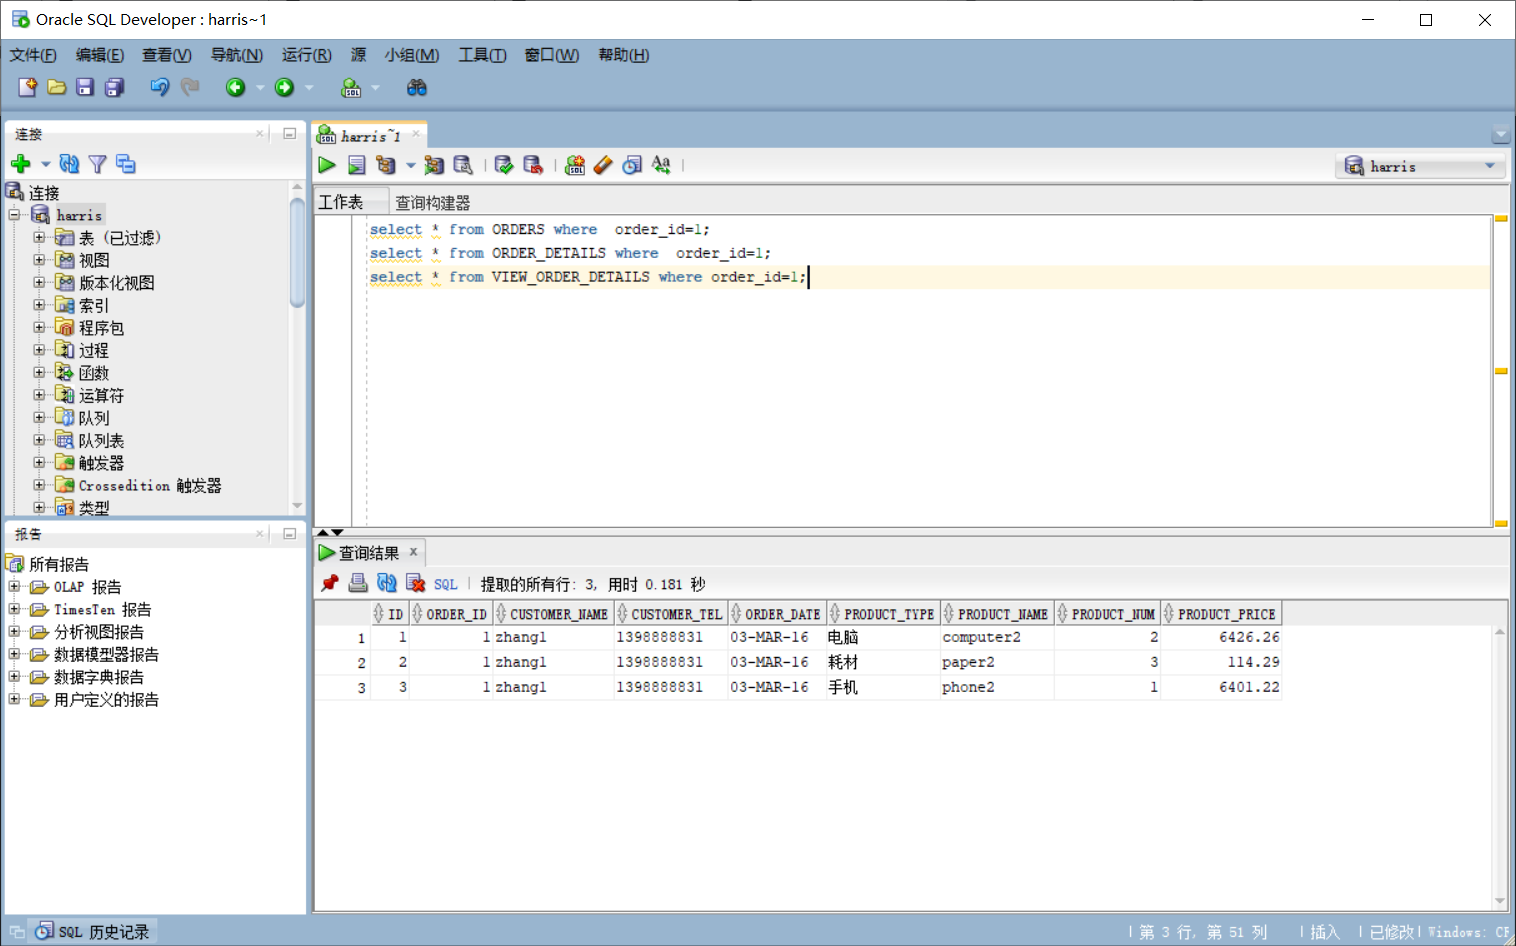 Oracle SQL Developer : harris~1
文件(F) 编辑(E) 查看(V) 导航(N) 运行(R) 源 小组(M) 工具(T) 窗口(W) 帮助(H)
连接
连接
harris
表 (已过滤)
视图
版本化视图
索引
程序包
过程
函数
运算符
队列
队列表
触发器
Crossedition 触发器
类型
报告
所有报告
OLAP 报告
TimesTen 报告
分析视图报告
数据模型器报告
数据字典报告
用户定义的报告
harris~1
harris
工作表 查询构建器
select * from ORDERS where  order_id=1;
select * from ORDER_DETAILS where  order_id=1;
select * from VIEW_ORDER_DETAILS where order_id=1;
查询结果
SQL | 提取的所有行: 3, 用时 0.181 秒
ID ORDER_ID CUSTOMER_NAME CUSTOMER_TEL ORDER_DATE PRODUCT_TYPE PRODUCT_NAME PRODUCT_NUM PRODUCT_PRICE
1 1 1 zhang1 1398888831 03-MAR-16 电脑 computer2 2 6426.26
2 2 1 zhang1 1398888831 03-MAR-16 耗材 paper2 3 114.29
3 3 1 zhang1 1398888831 03-MAR-16 手机 phone2 1 6401.22
SQL 历史记录
第 3 行, 第 51 列 | 插入 | 已修改 | Windows: CF